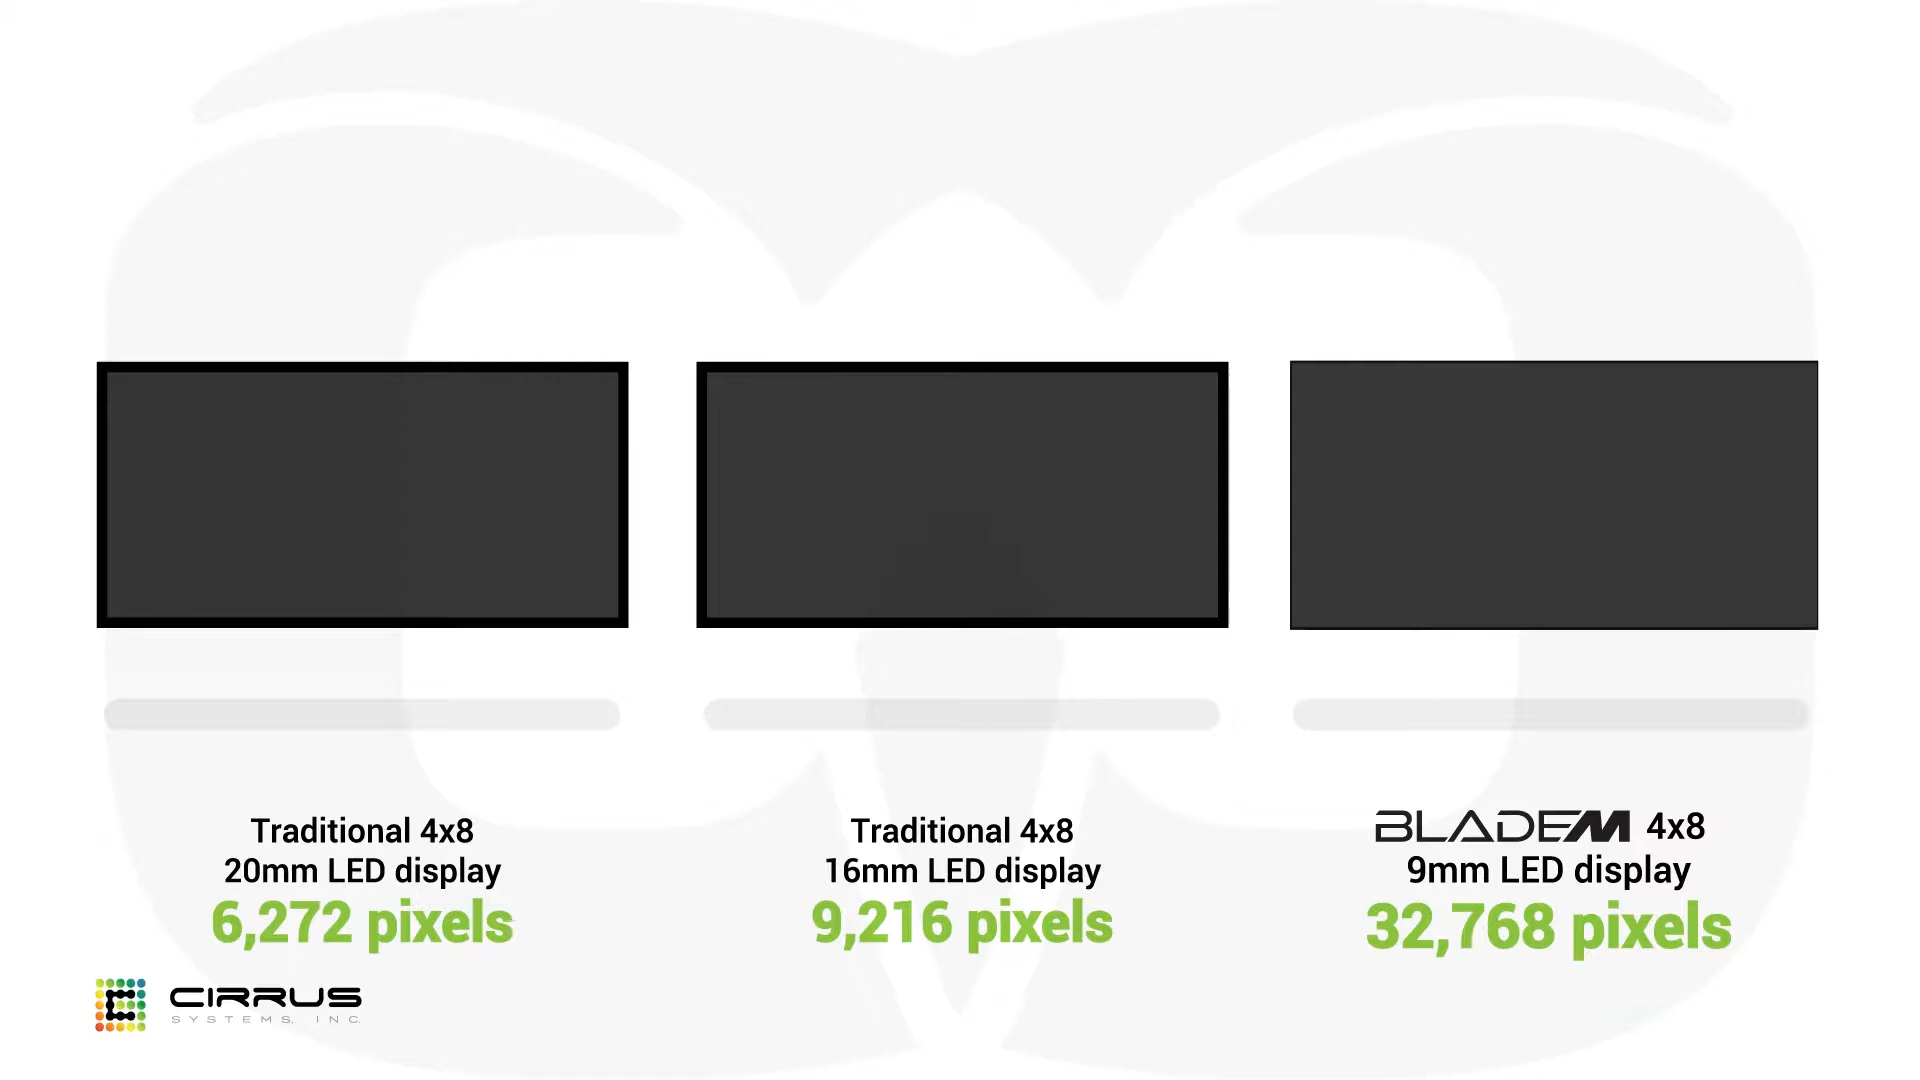 Traditional 4x8
20mm LED display
6,272 pixels
Traditional 4x8
16mm LED display
9,216 pixels
BLADEM 4x8
9mm LED display
32,768 pixels
CIRRUS
SYSTEMS, INC.